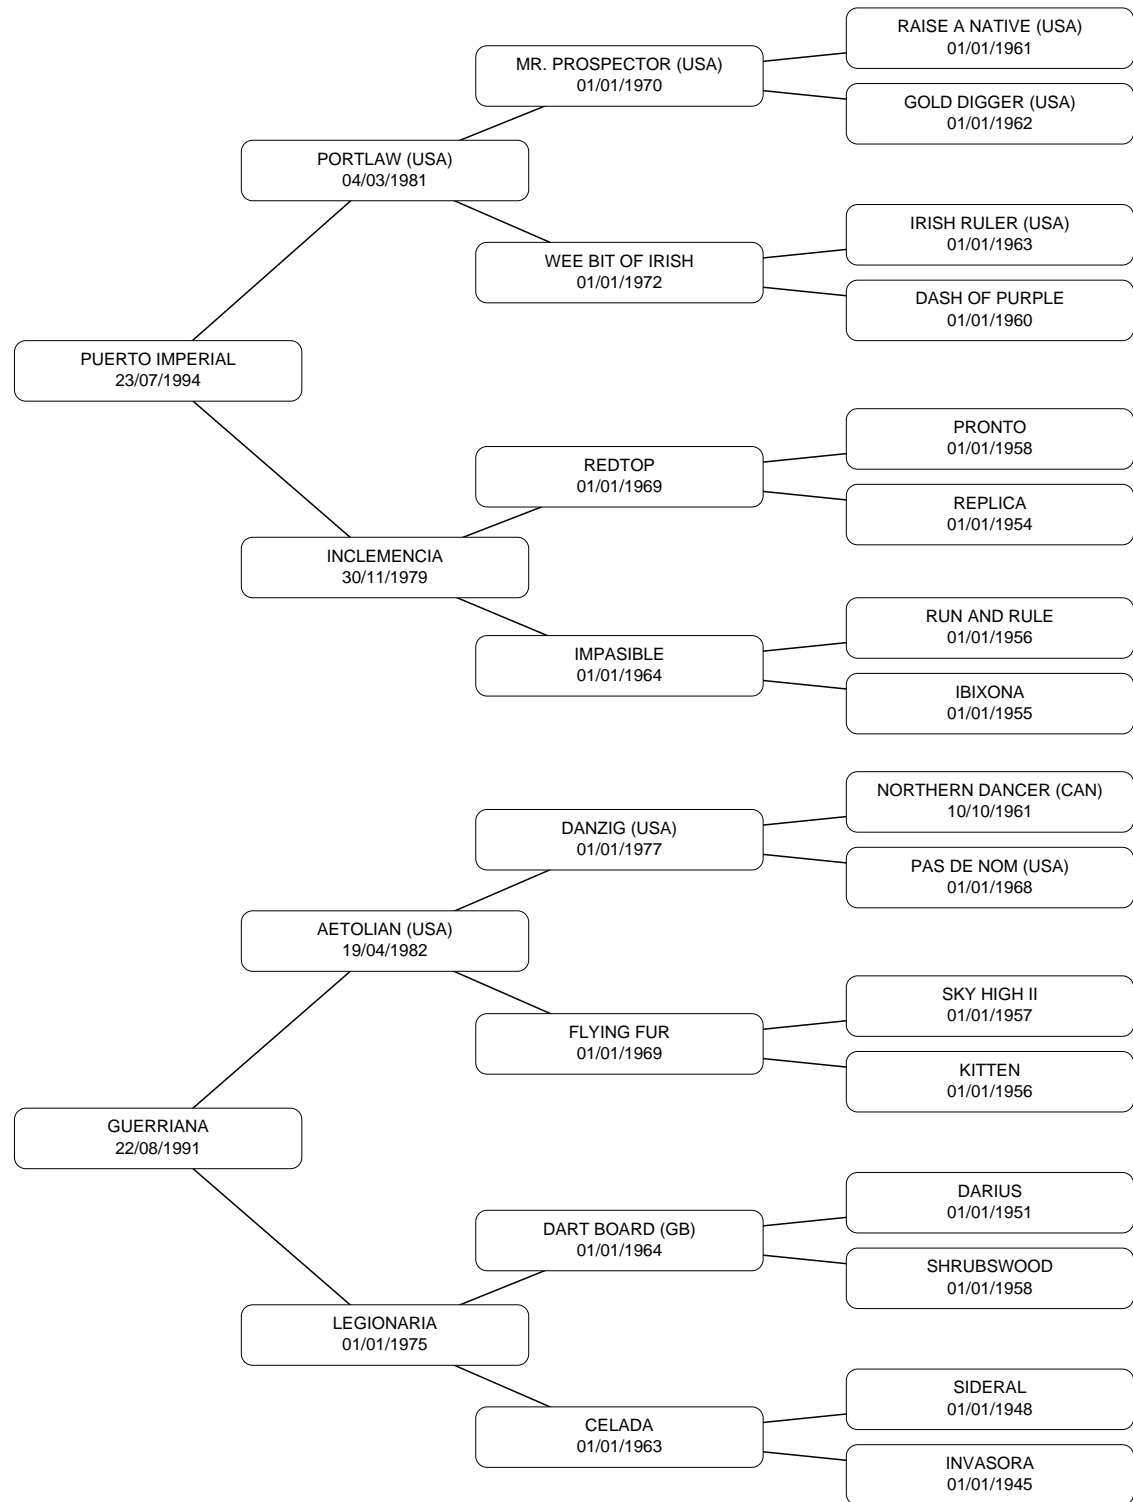 RAISE A NATIVE (USA)
01/01/1961
MR. PROSPECTOR (USA)
01/01/1970
GOLD DIGGER (USA)
01/01/1962
PORTLAW (USA)
04/03/1981
IRISH RULER (USA)
01/01/1963
WEE BIT OF IRISH
01/01/1972
DASH OF PURPLE
01/01/1960
PUERTO IMPERIAL
23/07/1994
PRONTO
01/01/1958
REDTOP
01/01/1969
REPLICA
01/01/1954
INCLEMENCIA
30/11/1979
RUN AND RULE
01/01/1956
IMPASIBLE
01/01/1964
IBIXONA
01/01/1955
NORTHERN DANCER (CAN)
10/10/1961
DANZIG (USA)
01/01/1977
PAS DE NOM (USA)
01/01/1968
AETOLIAN (USA)
19/04/1982
SKY HIGH II
01/01/1957
FLYING FUR
01/01/1969
KITTEN
01/01/1956
GUERRIANA
22/08/1991
DARIUS
01/01/1951
DART BOARD (GB)
01/01/1964
SHRUBSWOOD
01/01/1958
LEGIONARIA
01/01/1975
SIDERAL
01/01/1948
CELADA
01/01/1963
INVASORA
01/01/1945